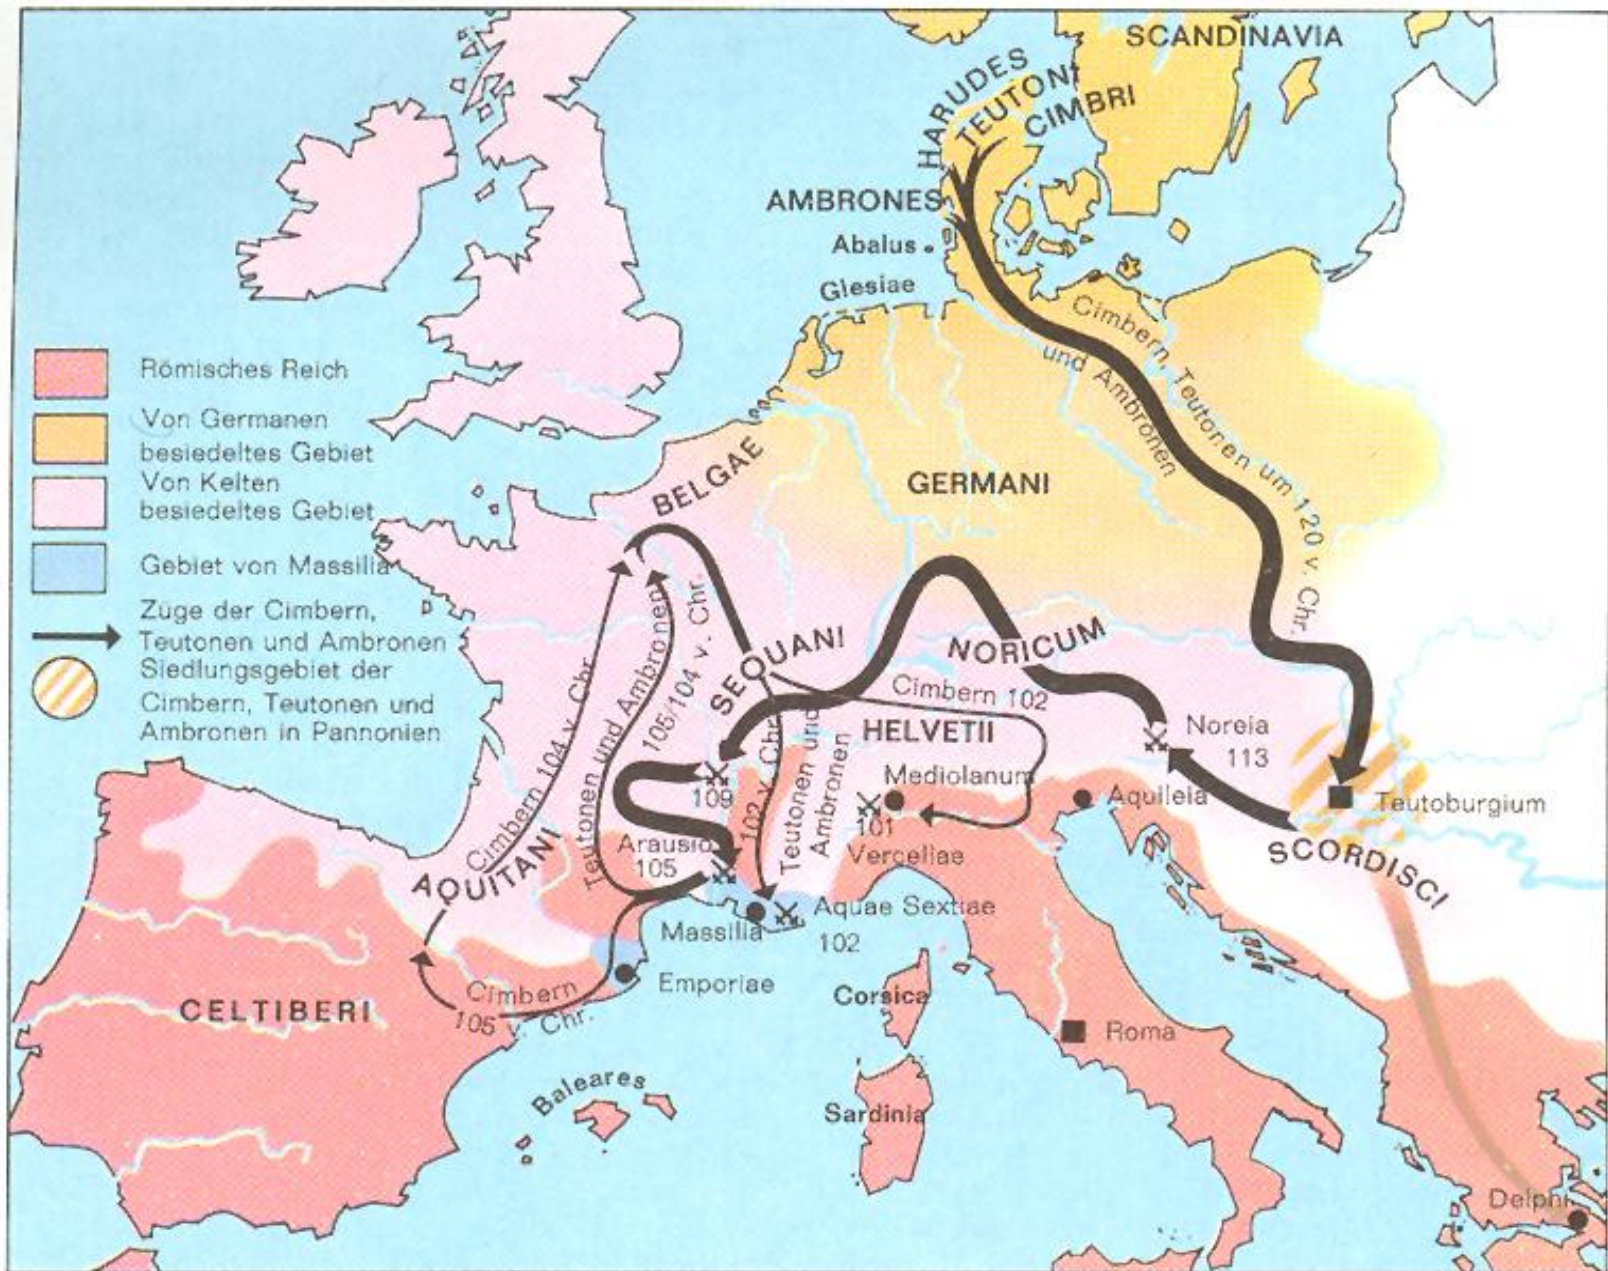 SCANDINAVIA
HARUDES
TEUTONI
CIMBRI
AMBRONES
Abalus
Glesiae
Cimbern, Teutonen um 120 v. Chr.
und Ambronen
Römisches Reich
Von Germanen
besiedeltes Gebiet
Von Kelten
besiedeltes Gebiet
Gebiet von Massilia
Züge der Cimbern,
Teutonen und Ambronen
Siedlungsgebiet der
Cimbern, Teutonen und
Ambronen in Pannonien
BELGAE
GERMANI
SEQUANI
NORICUM
Cimbern 102
HELVETII
Noreia
113
Teutoburgium
SCORDISCI
Mediolanum
Aquileia
101
Vercellae
109
Arausio
105
102 v. Chr.
Teutonen und
Ambronen
Cimbern 104 v. Chr.
Teutonen und Ambronen
105/104 v. Chr.
AQUITANI
Massilia
Aquae Sextiae
102
Emporiae
Cimbern
105 v. Chr.
CELTIBERI
Corsica
Roma
Baleares
Sardinia
Delphi